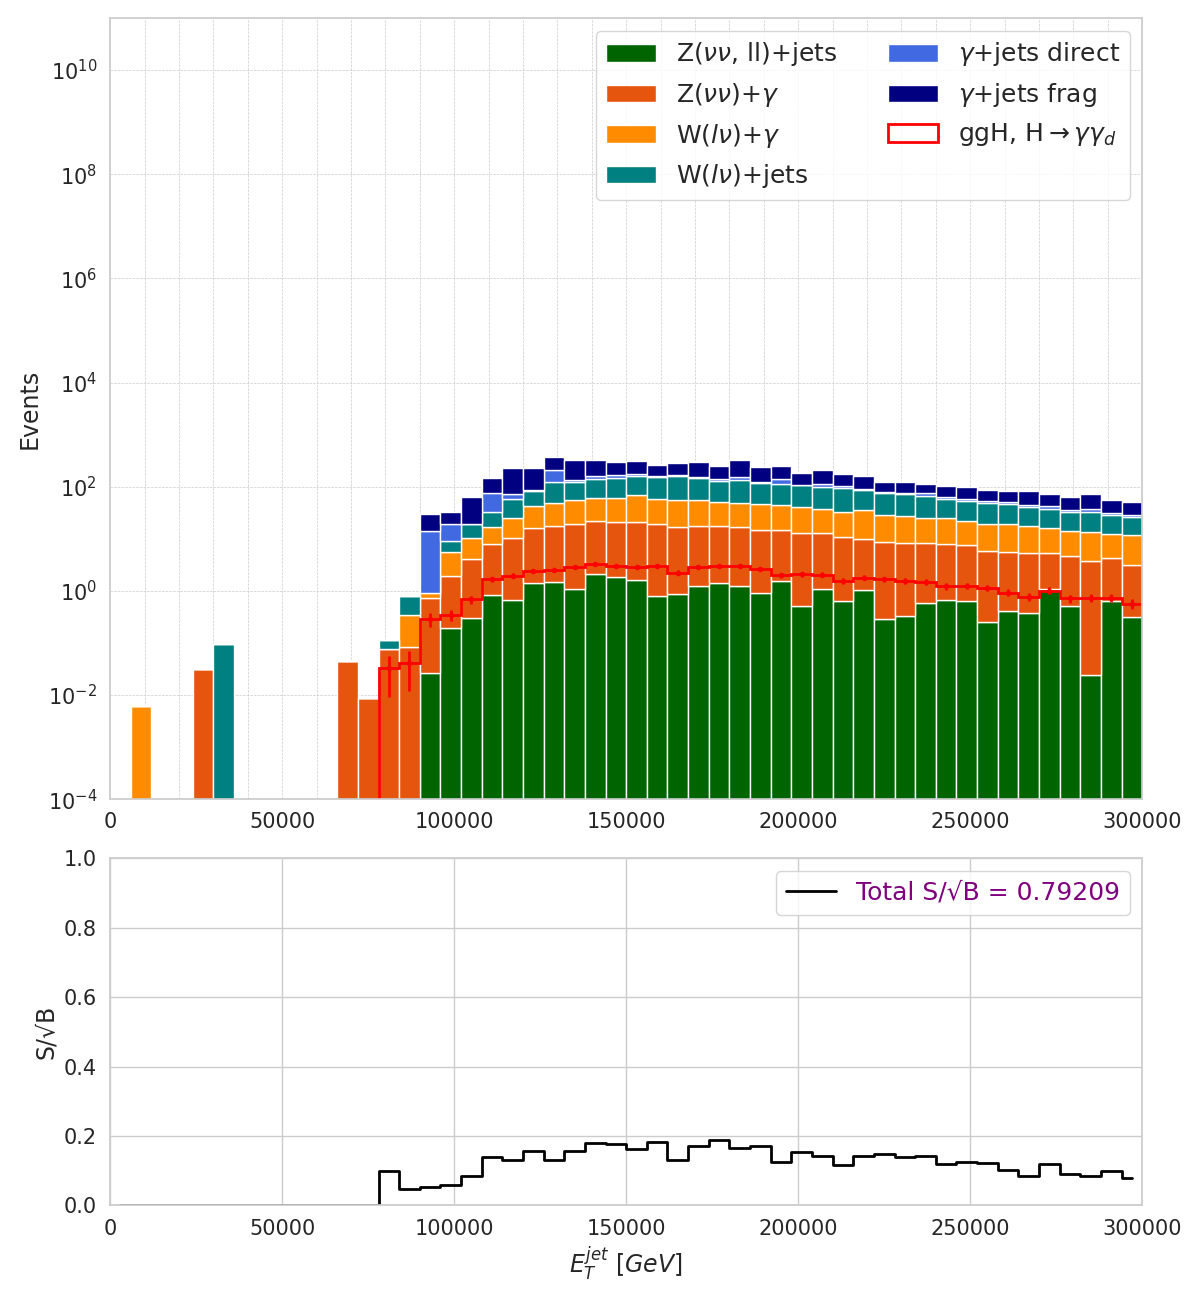 Z(νν, ll)+jets
Z(νν)+γ
W(lν)+γ
W(lν)+jets
γ+jets direct
γ+jets frag
ggH, H→γγ_d
Events
10^10
10^8
10^6
10^4
10^2
10^0
10^−2
10^−4
0 50000 100000 150000 200000 250000 300000
Total S/√B = 0.79209
S/√B
1.0
0.8
0.6
0.4
0.2
0.0
0 50000 100000 150000 200000 250000 300000
E_T^jet [GeV]